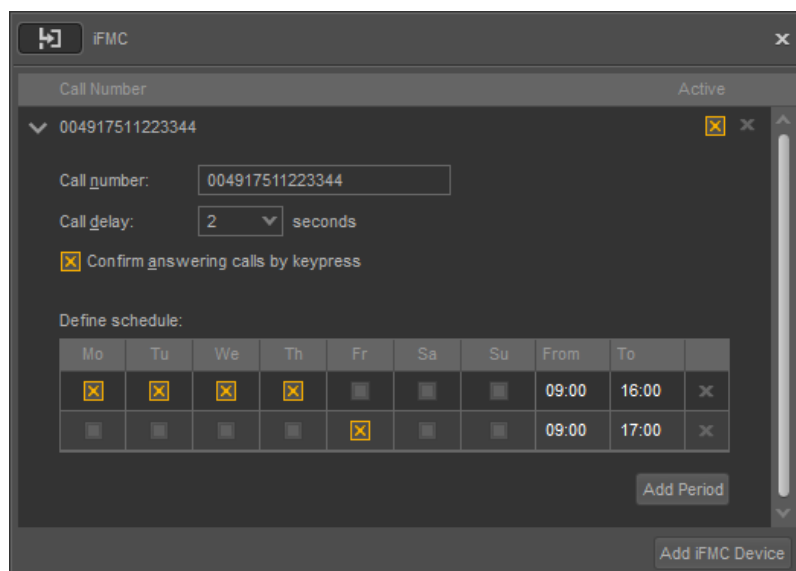 iFMC
Call Number Active
004917511223344
Call number: 004917511223344
Call delay: 2 seconds
Confirm answering calls by keypress
Define schedule:
Mo Tu We Th Fr Sa Su From To
09:00 16:00
09:00 17:00
Add Period
Add iFMC Device